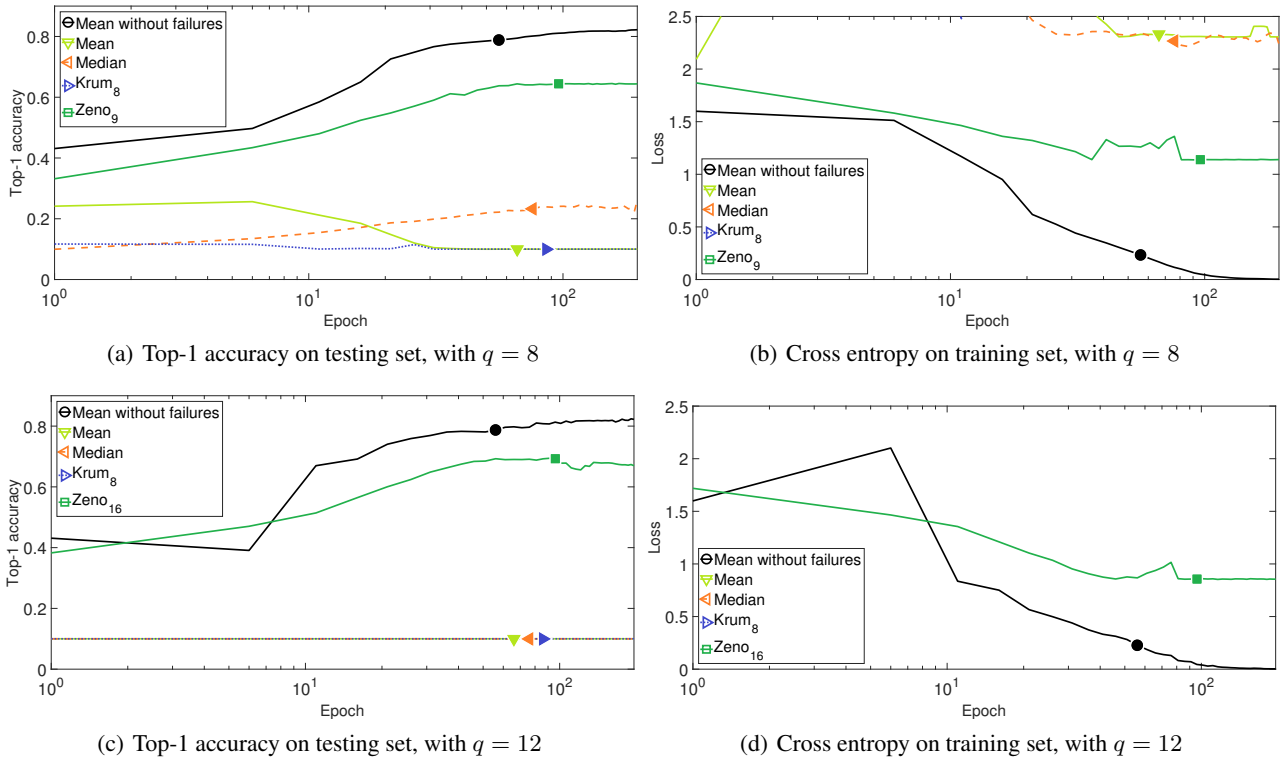 Mean without failures
Mean
Median
Krum8
Zeno9
Top-1 accuracy
0.8
0.6
0.4
0.2
0
10^0
10^1
10^2
Epoch
(a) Top-1 accuracy on testing set, with q = 8
2.5
2
1.5
1
0.5
0
Loss
Mean without failures
Mean
Median
Krum8
Zeno9
10^0
10^1
10^2
Epoch
(b) Cross entropy on training set, with q = 8
Mean without failures
Mean
Median
Krum8
Zeno16
Top-1 accuracy
0.8
0.6
0.4
0.2
0
10^0
10^1
10^2
Epoch
(c) Top-1 accuracy on testing set, with q = 12
2.5
2
1.5
1
0.5
0
Loss
Mean without failures
Mean
Median
Krum8
Zeno16
10^0
10^1
10^2
Epoch
(d) Cross entropy on training set, with q = 12